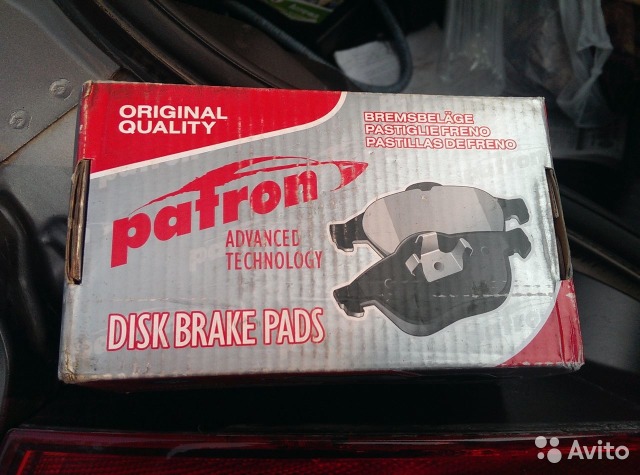 ORIGINAL
QUALITY
BREMSBELÄGE
PASTIGLIE FRENO
PASTILLAS DE FRENO
patron
ADVANCED
TECHNOLOGY
DISK BRAKE PADS
Avito